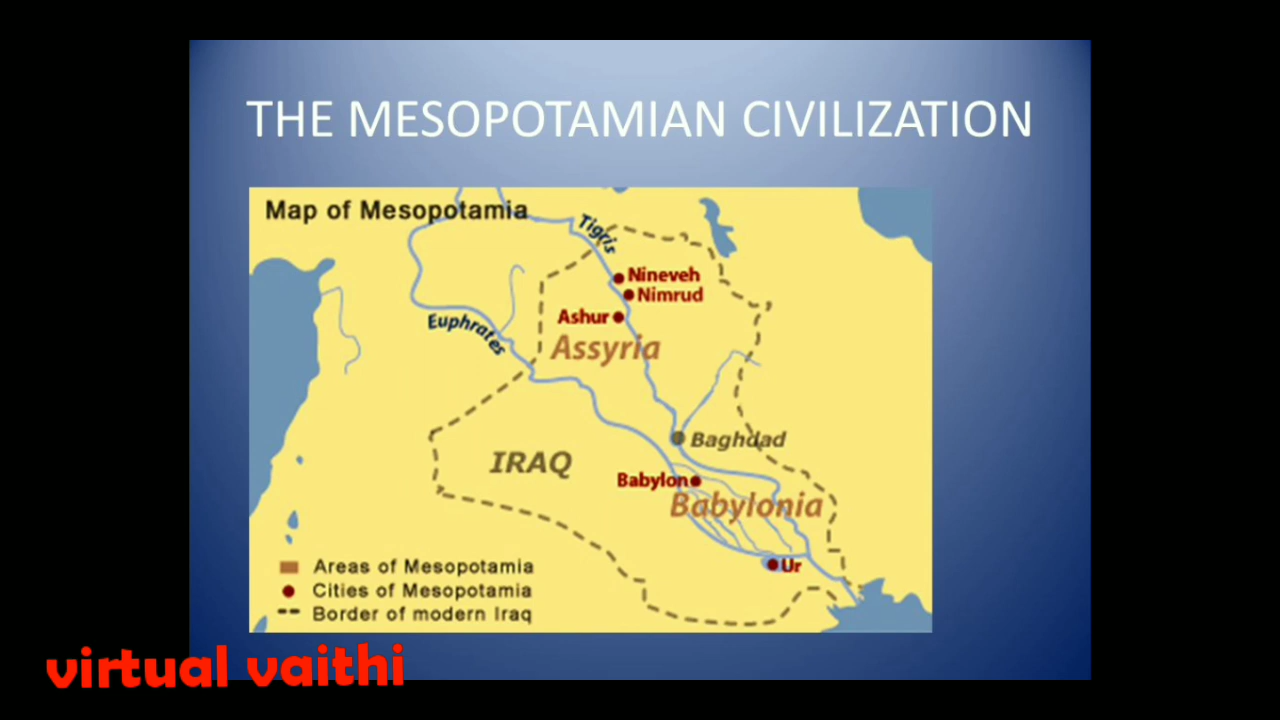 THE MESOPOTAMIAN CIVILIZATION
Map of Mesopotamia
Tigris
Nineveh
Nimrud
Ashur
Euphrates
Assyria
Baghdad
IRAQ
Babylon
Babylonia
Ur
Areas of Mesopotamia
Cities of Mesopotamia
Border of modern Iraq
virtual vaithi